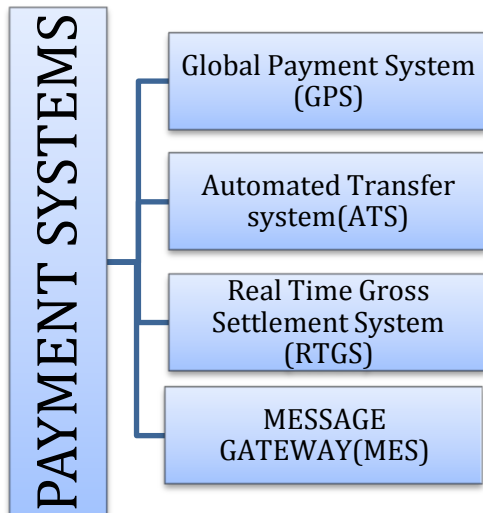 PAYMENT SYSTEMS
Global Payment System
(GPS)
Automated Transfer
system(ATS)
Real Time Gross
Settlement System
(RTGS)
MESSAGE
GATEWAY(MES)